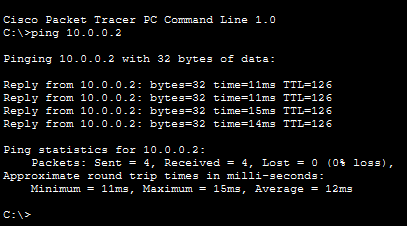 Cisco Packet Tracer PC Command Line 1.0
C:\>ping 10.0.0.2
Pinging 10.0.0.2 with 32 bytes of data:
Reply from 10.0.0.2: bytes=32 time=11ms TTL=126
Reply from 10.0.0.2: bytes=32 time=11ms TTL=126
Reply from 10.0.0.2: bytes=32 time=15ms TTL=126
Reply from 10.0.0.2: bytes=32 time=14ms TTL=126
Ping statistics for 10.0.0.2:
Packets: Sent = 4, Received = 4, Lost = 0 (0% loss),
Approximate round trip times in milli-seconds:
Minimum = 11ms, Maximum = 15ms, Average = 12ms
C:\>